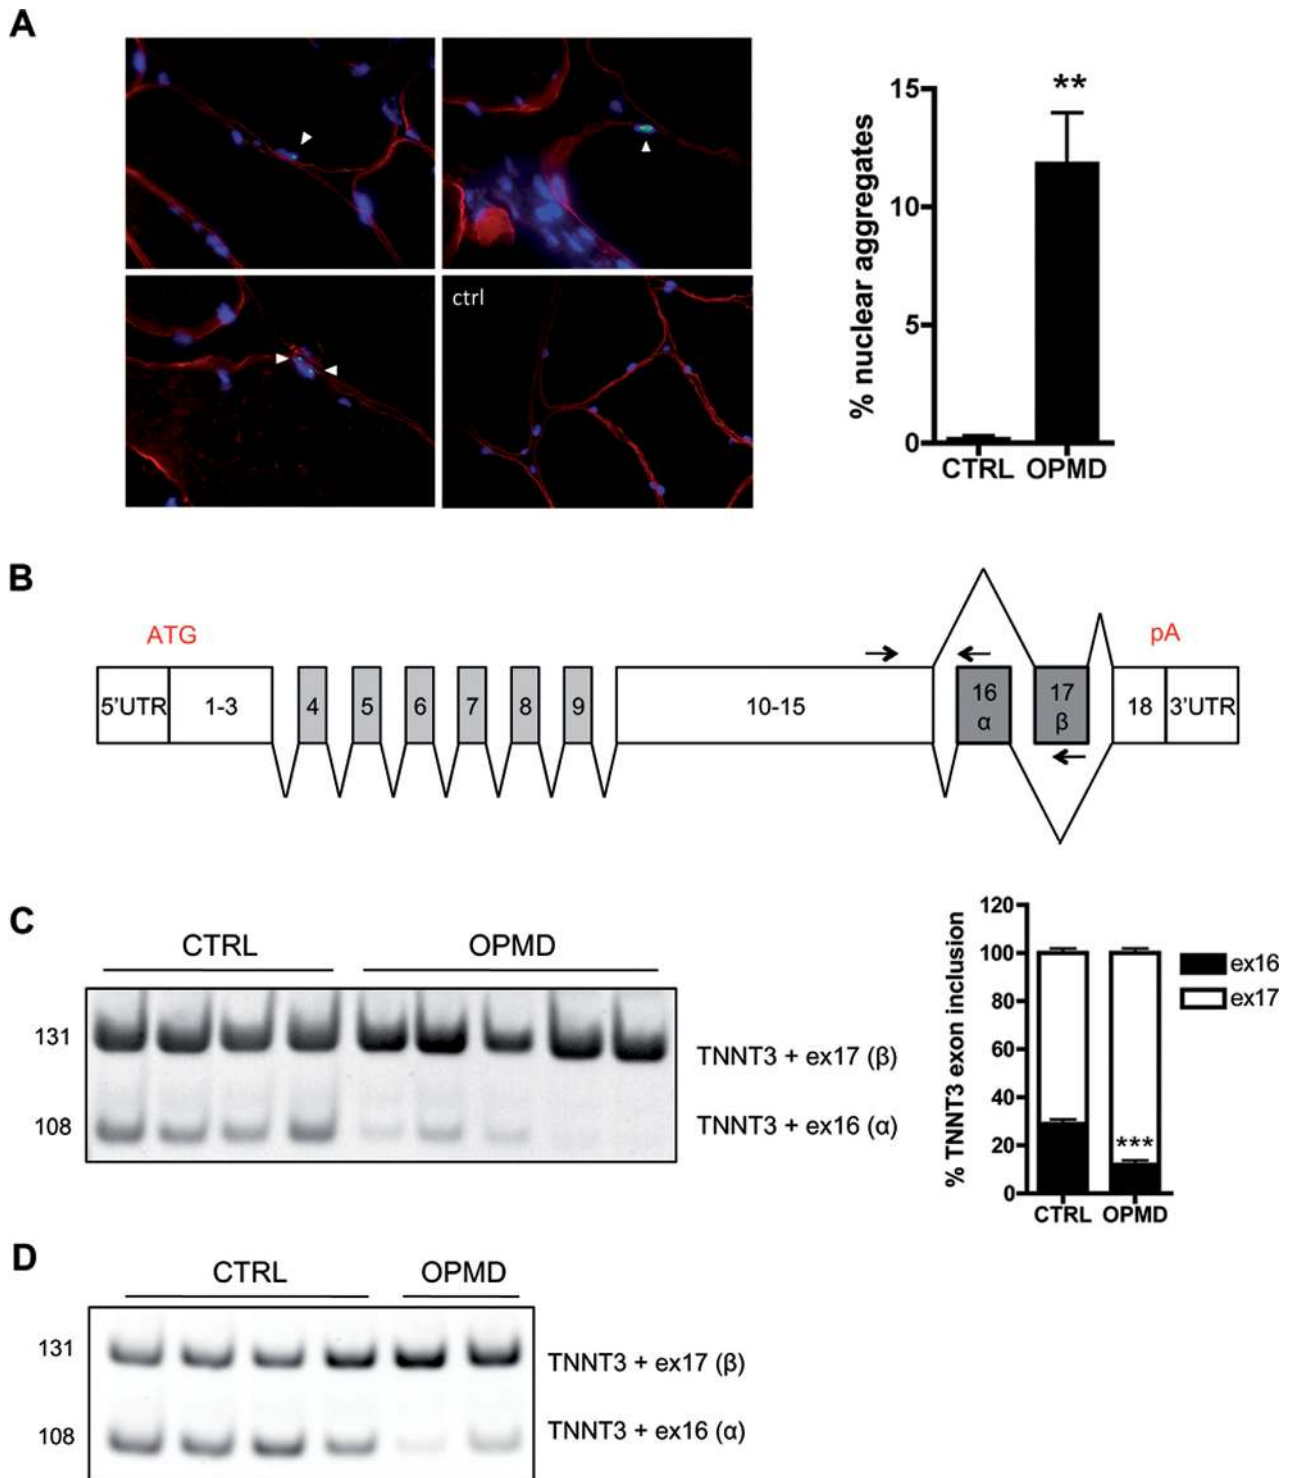 A
ctrl
% nuclear aggregates
15
10
5
0
**
CTRL OPMD
B
ATG
pA
5'UTR 1-3 4 5 6 7 8 9 10-15 16 α 17 β 18 3'UTR
C
CTRL OPMD
131
108
TNNT3 + ex17 (β)
TNNT3 + ex16 (α)
% TNNT3 exon inclusion
120
100
80
60
40
20
0
***
CTRL OPMD
ex16
ex17
D
CTRL OPMD
131
108
TNNT3 + ex17 (β)
TNNT3 + ex16 (α)